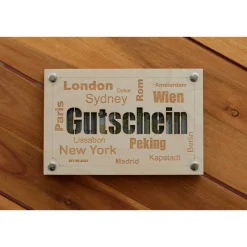 London
Dubai
Rom
Amsterdam
Sydney
Wien
Paris
Gutschein
Lissabon
Peking
Berlin
New York
Madrid
Kapstadt